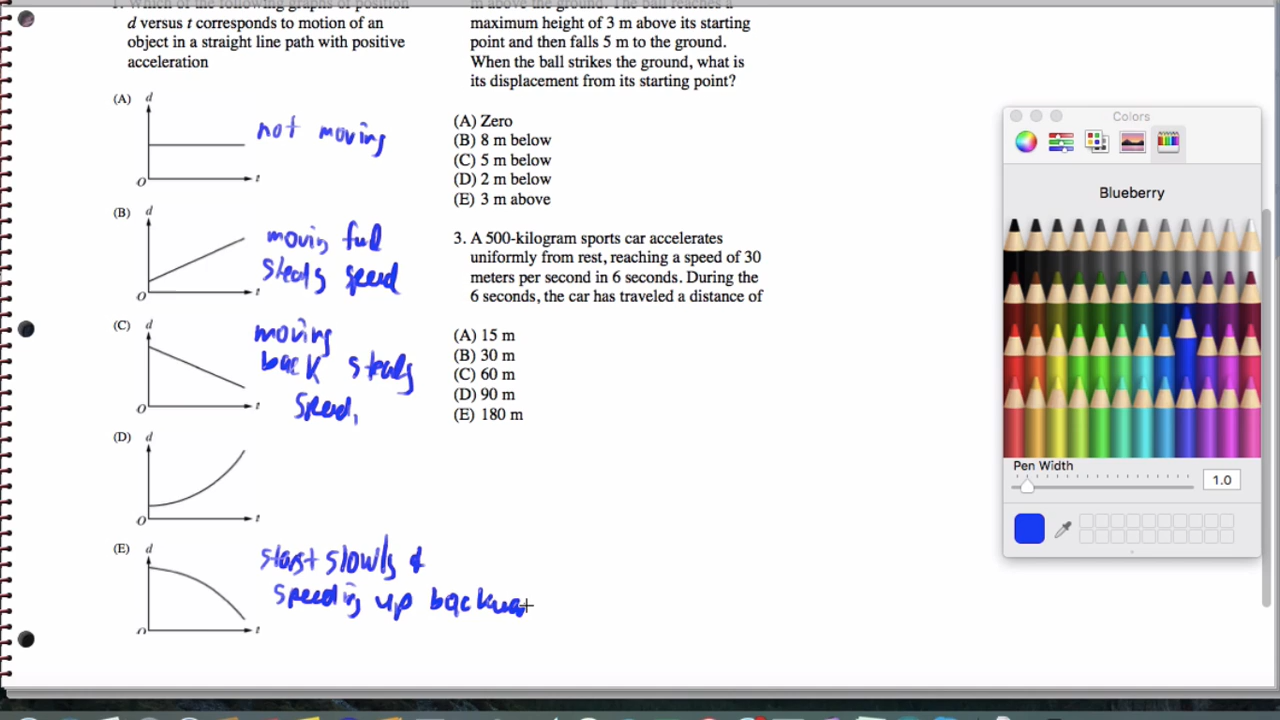 d versus t corresponds to motion of an
object in a straight line path with positive
acceleration
(A) d
not moving
O t
(B) d
moving full
steady speed
O t
(C) d
moving
back steady
speed,
O t
(D) d
O t
(E) d
start slowly &
speeding up backwa
O t
maximum height of 3 m above its starting
point and then falls 5 m to the ground.
When the ball strikes the ground, what is
its displacement from its starting point?
(A) Zero
(B) 8 m below
(C) 5 m below
(D) 2 m below
(E) 3 m above
3. A 500-kilogram sports car accelerates
uniformly from rest, reaching a speed of 30
meters per second in 6 seconds. During the
6 seconds, the car has traveled a distance of
(A) 15 m
(B) 30 m
(C) 60 m
(D) 90 m
(E) 180 m
Colors
Blueberry
Pen Width
1.0